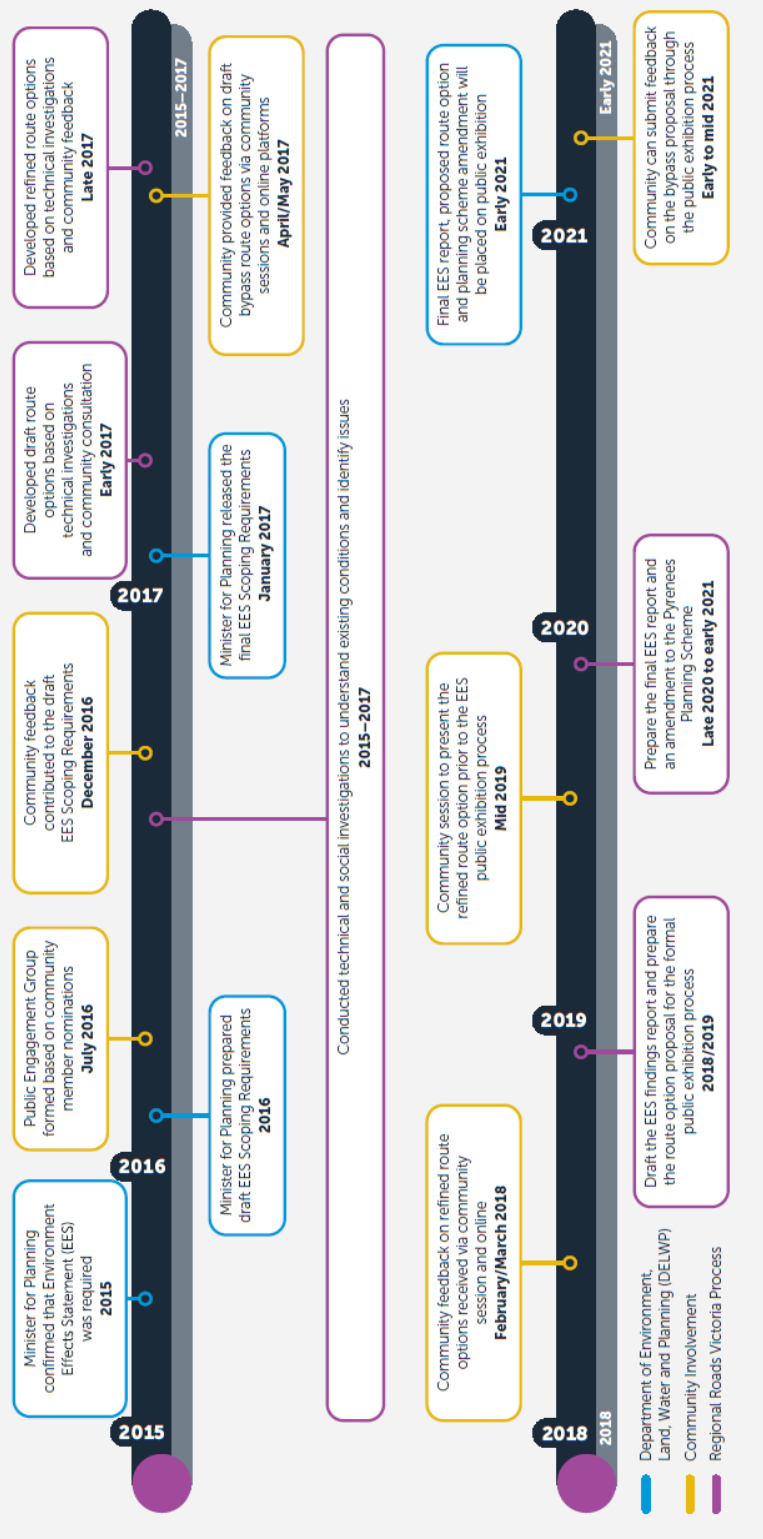 Minister for Planning
confirmed that Environment
Effects Statement (EES)
was required
2015
Public Engagement Group
formed based on community
member nominations
July 2016
Community feedback
contributed to the draft
EES Scoping Requirements
December 2016
Developed draft route
options based on
technical investigations
and community consultation
Early 2017
Developed refined route options
based on technical investigations
and community feedback
Late 2017
2015
2016
2017
2015–2017
Minister for Planning prepared
draft EES Scoping Requirements
2016
Minister for Planning released the
final EES Scoping Requirements
January 2017
Community provided feedback on draft
bypass route options via community
sessions and online platforms
April/May 2017
Conducted technical and social investigations to understand existing conditions and identify issues
2015–2017
Community feedback on refined route
options received via community
session and online
February/March 2018
Community session to present the
refined route option prior to the EES
public exhibition process
Mid 2019
Final EES report, proposed route option
and planning scheme amendment will
be placed on public exhibition
Early 2021
2018
2019
2020
2021
2018
Early 2021
Draft the EES findings report and prepare
the route option proposal for the formal
public exhibition process
2018/2019
Prepare the final EES report and
an amendment to the Pyrenees
Planning Scheme
Late 2020 to early 2021
Community can submit feedback
on the bypass proposal through
the public exhibition process
Early to mid 2021
Department of Environment,
Land, Water and Planning (DELWP)
Community Involvement
Regional Roads Victoria Process